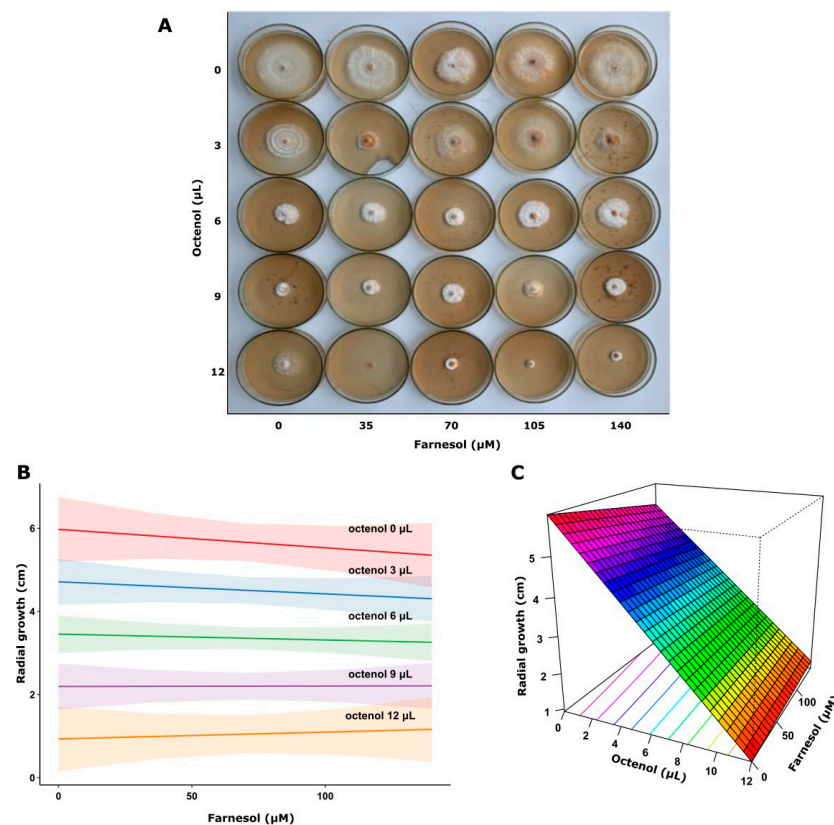 A
0
3
6
9
12
Octenol (µL)
0 35 70 105 140
Farnesol (µM)
B
octenol 0 µL
octenol 3 µL
octenol 6 µL
octenol 9 µL
octenol 12 µL
6
4
2
0
Radial growth (cm)
0 50 100
Farnesol (µM)
C
5
4
3
2
1
Radial growth (cm)
0 2 4 6 8 10 12
Octenol (µL)
0 50 100
Farnesol (µM)